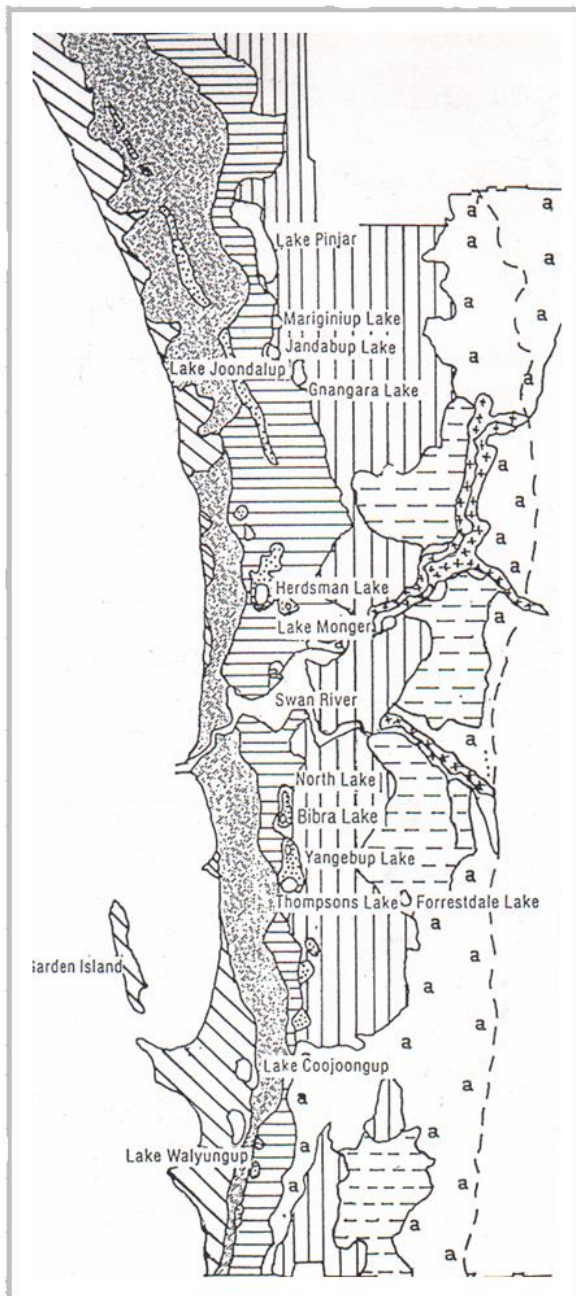 a
a
a
Lake Pinjar
a
a
Mariginiup Lake
a
Jandabup Lake
Lake Joondalup
a
Gnangara Lake
a
a
a
Herdsman Lake
a
Lake Monger
a
a
Swan River
a
North Lake
Bibra Lake
Yangebup Lake
a
Thompsons Lake
Forrestdale Lake
a
a
a
Garden Island
a
a
a
Lake Coojoongup
a
a
a
a
Lake Walyungup
a
a
a
a
a